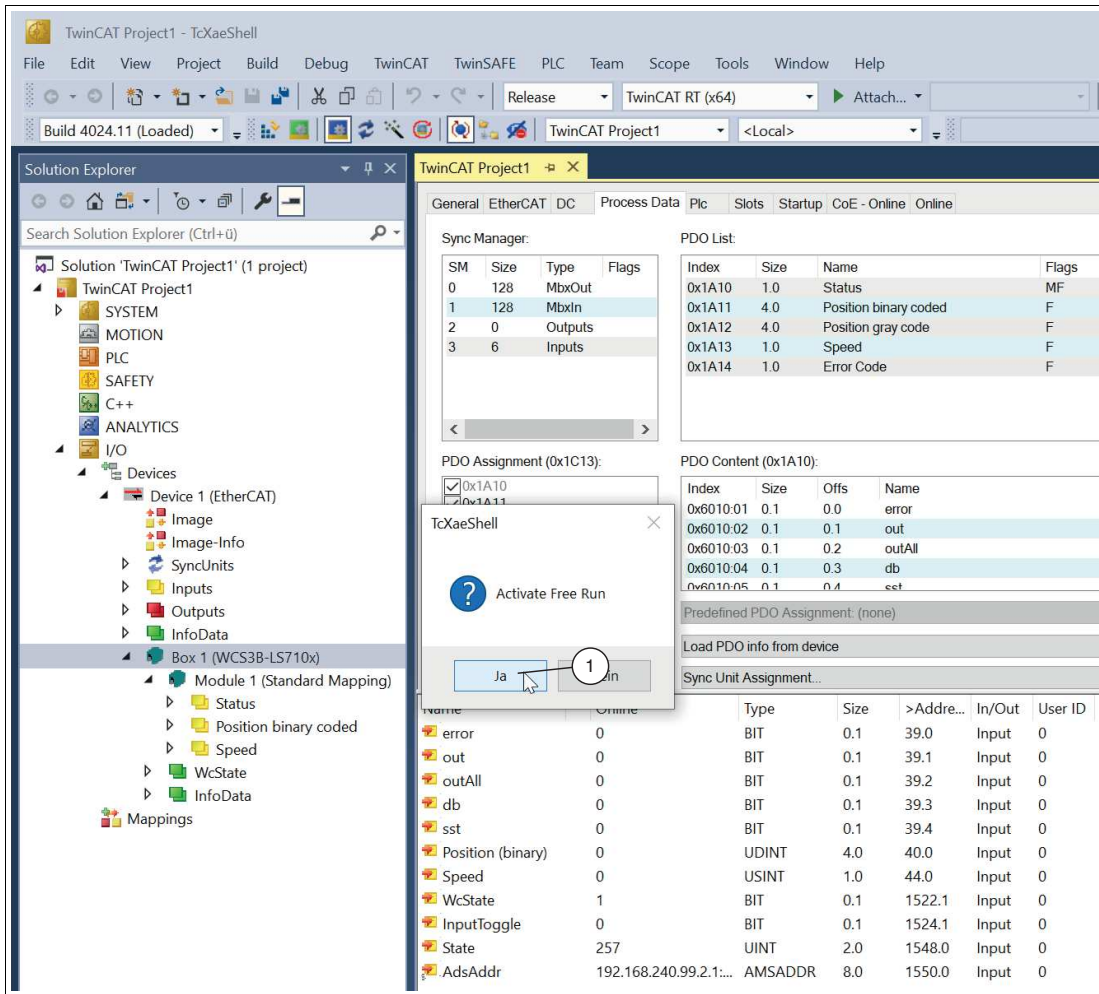 TwinCAT Project1 - TcXaeShell
File Edit View Project Build Debug TwinCAT TwinSAFE PLC Team Scope Tools Window Help
Release TwinCAT RT (x64) Attach...
Build 4024.11 (Loaded) TwinCAT Project1 <Local>
Solution Explorer
Search Solution Explorer (Ctrl+ü)
Solution 'TwinCAT Project1' (1 project)
TwinCAT Project1
SYSTEM
MOTION
PLC
SAFETY
C++
ANALYTICS
I/O
Devices
Device 1 (EtherCAT)
Image
Image-Info
SyncUnits
Inputs
Outputs
InfoData
Box 1 (WCS3B-LS710x)
Module 1 (Standard Mapping)
Status
Position binary coded
Speed
WcState
InfoData
Mappings
TwinCAT Project1
General EtherCAT DC Process Data Plc Slots Startup CoE - Online Online
Sync Manager:
SM Size Type Flags
0 128 MbxOut
1 128 MbxIn
2 0 Outputs
3 6 Inputs
PDO List:
Index Size Name Flags
0x1A10 1.0 Status MF
0x1A11 4.0 Position binary coded F
0x1A12 4.0 Position gray code F
0x1A13 1.0 Speed F
0x1A14 1.0 Error Code F
PDO Assignment (0x1C13):
0x1A10
0x1A11
PDO Content (0x1A10):
Index Size Offs Name
0x6010:01 0.1 0.0 error
0x6010:02 0.1 0.1 out
0x6010:03 0.1 0.2 outAll
0x6010:04 0.1 0.3 db
0x6010:05 0.1 0.4 sst
TcXaeShell
Activate Free Run
Ja
1
Predefined PDO Assignment: (none)
Load PDO info from device
Sync Unit Assignment...
Name Online Type Size >Addre... In/Out User ID
error 0 BIT 0.1 39.0 Input 0
out 0 BIT 0.1 39.1 Input 0
outAll 0 BIT 0.1 39.2 Input 0
db 0 BIT 0.1 39.3 Input 0
sst 0 BIT 0.1 39.4 Input 0
Position (binary) 0 UDINT 4.0 40.0 Input 0
Speed 0 USINT 1.0 44.0 Input 0
WcState 1 BIT 0.1 1522.1 Input 0
InputToggle 0 BIT 0.1 1524.1 Input 0
State 257 UINT 2.0 1548.0 Input 0
AdsAddr 192.168.240.99.2.1:... AMSADDR 8.0 1550.0 Input 0